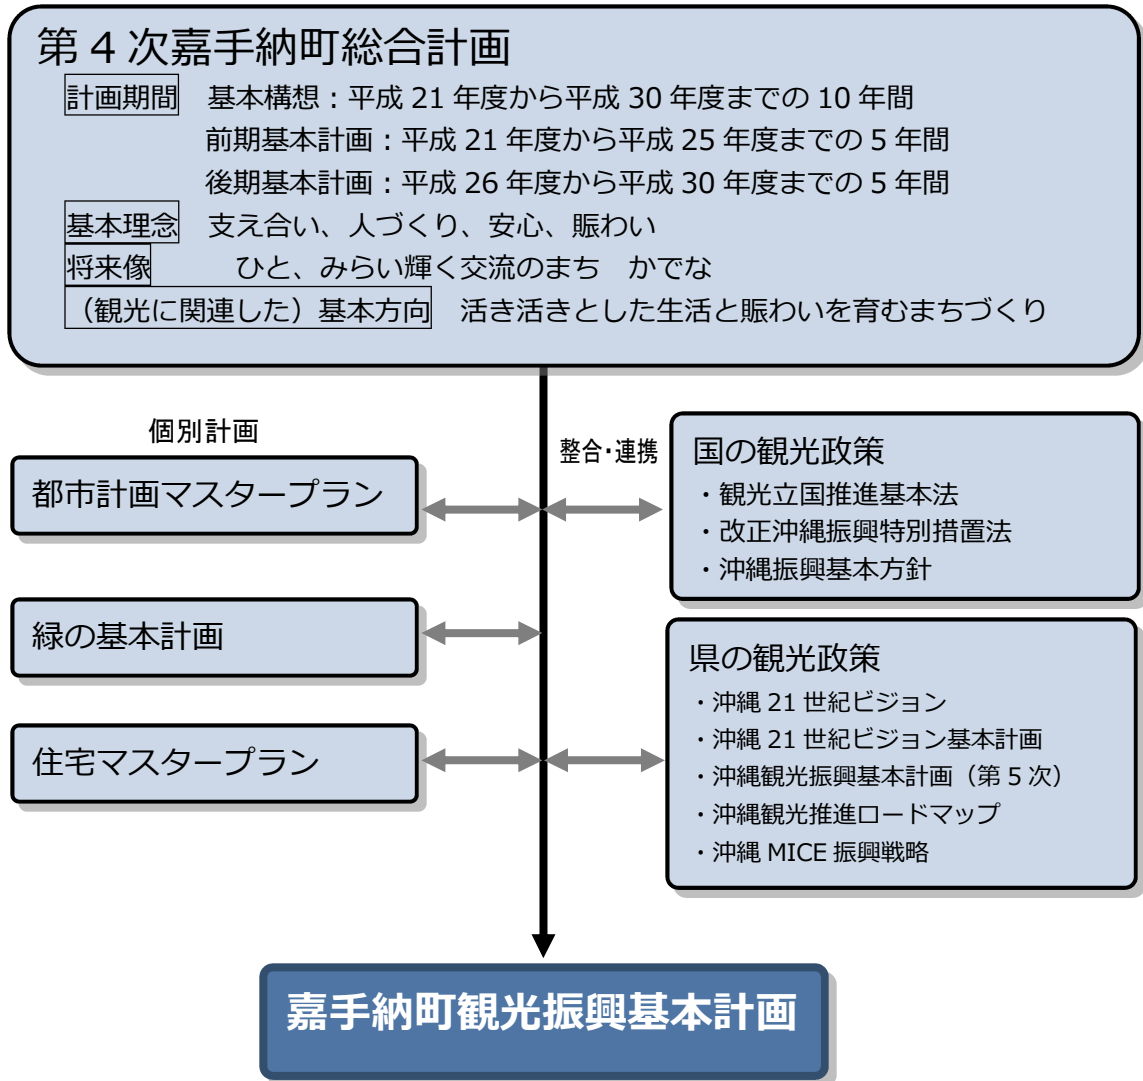 第 4 次嘉手納町総合計画
計画期間 基本構想：平成 21 年度から平成 30 年度までの 10 年間
前期基本計画：平成 21 年度から平成 25 年度までの 5 年間
後期基本計画：平成 26 年度から平成 30 年度までの 5 年間
基本理念 支え合い、人づくり、安心、賑わい
将来像 ひと、みらい輝く交流のまち かでな
（観光に関連した）基本方向 活き活きとした生活と賑わいを育むまちづくり
個別計画
都市計画マスタープラン
緑の基本計画
住宅マスタープラン
整合・連携
国の観光政策
・観光立国推進基本法
・改正沖縄振興特別措置法
・沖縄振興基本方針
県の観光政策
・沖縄 21 世紀ビジョン
・沖縄 21 世紀ビジョン基本計画
・沖縄観光振興基本計画（第 5 次）
・沖縄観光推進ロードマップ
・沖縄 MICE 振興戦略
嘉手納町観光振興基本計画